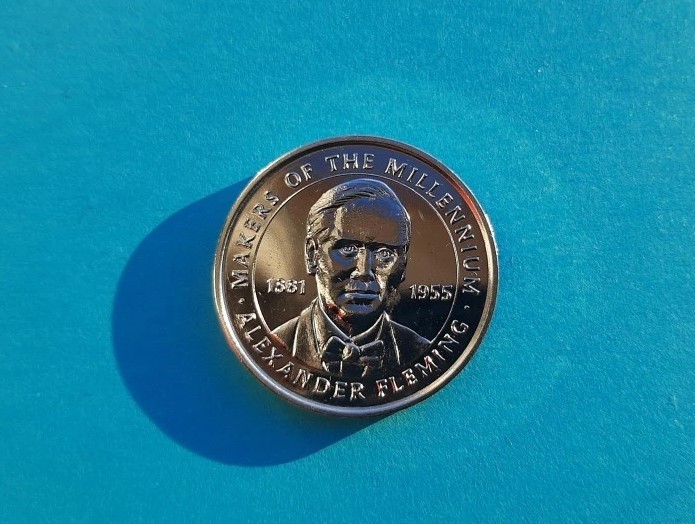 MAKERS OF THE MILLENNIUM
1881 1955
· ALEXANDER FLEMING ·